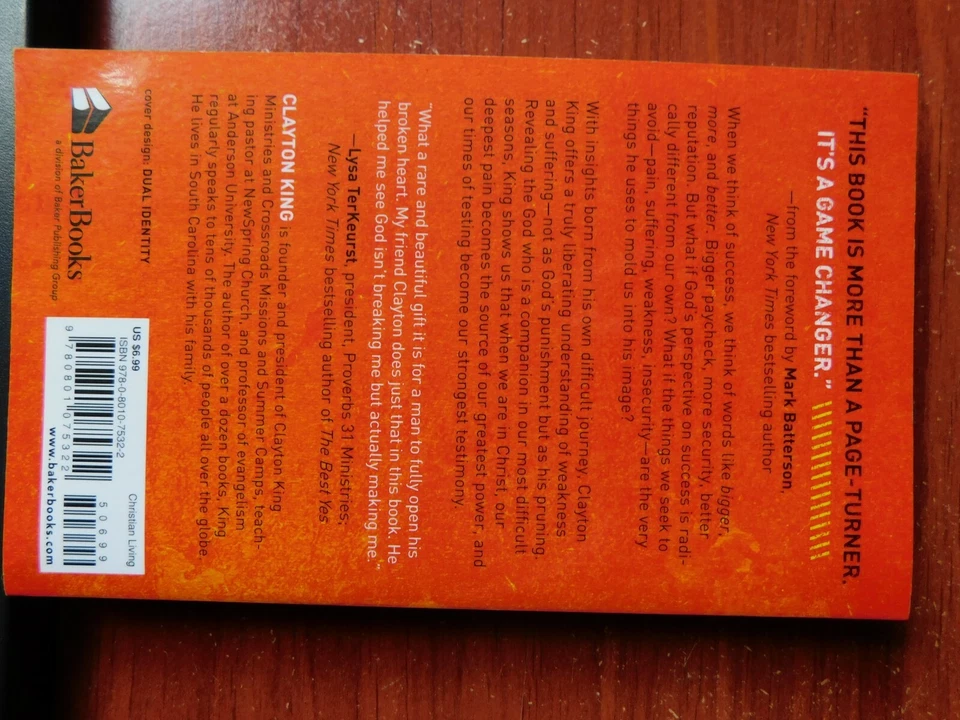 “THIS BOOK IS MORE THAN A PAGE-TURNER.
IT'S A GAME CHANGER.”
—from the foreword by Mark Batterson,
New York Times bestselling author
When we think of success, we think of words like bigger,
more, and better. Bigger paycheck, more security, better
reputation. But what if God's perspective on success is radi-
cally different from our own? What if the things we seek to
avoid—pain, suffering, weakness, insecurity—are the very
things he uses to mold us into his image?
With insights born from his own difficult journey, Clayton
King offers a truly liberating understanding of weakness
and suffering—not as God's punishment but as his pruning.
Revealing the God who is a companion in our most difficult
seasons, King shows us that when we are in Christ, our
deepest pain becomes the source of our greatest power, and
our times of testing become our strongest testimony.
“What a rare and beautiful gift it is for a man to fully open his
broken heart. My friend Clayton does just that in this book. He
helped me see God isn't breaking me but actually making me.”
—Lysa TerKeurst, president, Proverbs 31 Ministries;
New York Times bestselling author of The Best Yes
CLAYTON KING is founder and president of Clayton King
Ministries and Crossroads Missions and Summer Camps, teach-
ing pastor at NewSpring Church, and professor of evangelism
at Anderson University. The author of over a dozen books, King
regularly speaks to tens of thousands of people all over the globe.
He lives in South Carolina with his family.
cover design: DUAL IDENTITY
BakerBooks
a division of Baker Publishing Group
Christian Living
US $6.99
ISBN 978-0-8010-7532-2
50699
9 780801 075322
www.bakerbooks.com